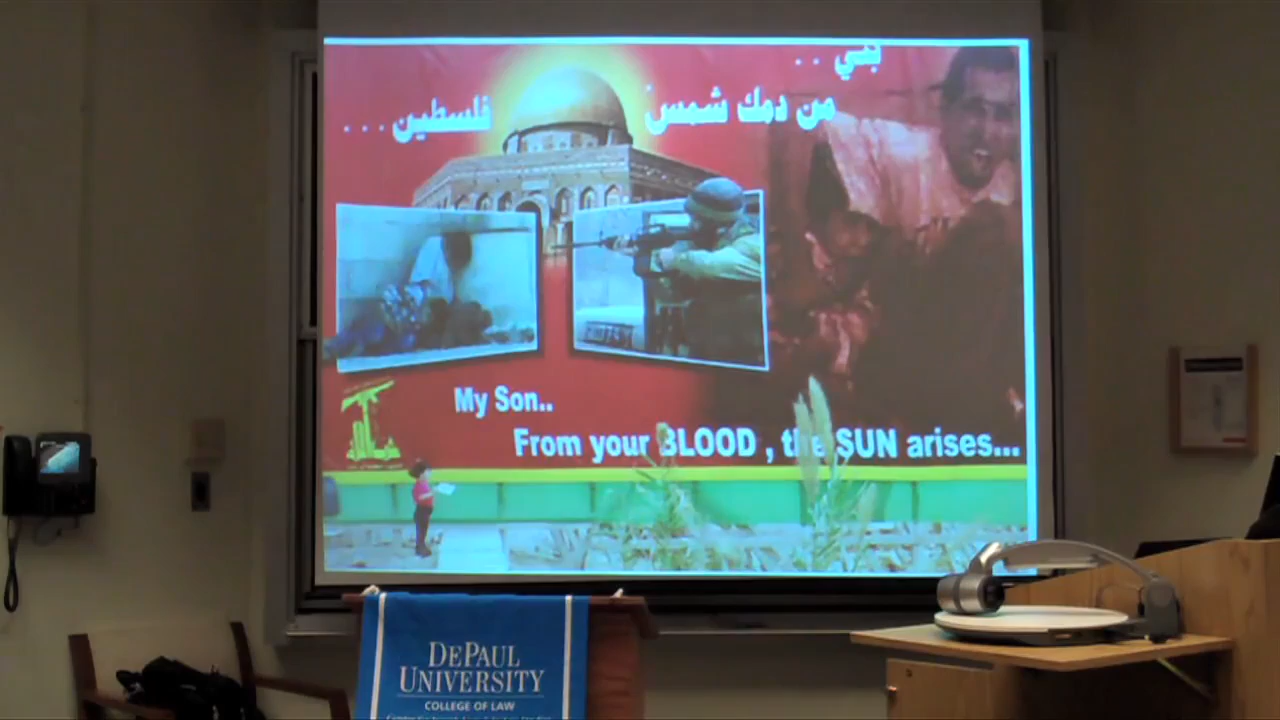 بني . .
من دمك شمس
فلسطين . . .
My Son..
From your BLOOD , the SUN arises...
DEPAUL
UNIVERSITY
COLLEGE OF LAW